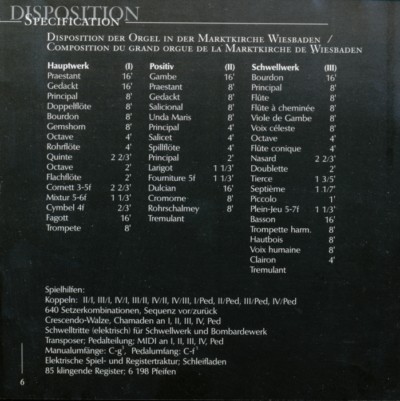 DISPOSITION
SPECIFICATION
DISPOSITION DER ORGEL IN DER MARKTKIRCHE WIESBADEN /
COMPOSITION DU GRAND ORGUE DE LA MARKTKIRCHE DE WIESBADEN
Hauptwerk (I)
Praestant 16'
Gedackt 16'
Principal 8'
Doppelflöte 8'
Bourdon 8'
Gemshorn 8'
Octave 4'
Rohrflöte 4'
Quinte 2 2/3'
Octave 2'
Flachflöte 2'
Cornett 3-5f 2 2/3'
Mixtur 5-6f 1 1/3'
Cymbel 4f 2/3'
Fagott 16'
Trompete 8'
Positiv (II)
Gambe 16'
Praestant 8'
Gedackt 8'
Salicional 8'
Unda Maris 8'
Principal 4'
Salicet 4'
Spillflöte 4'
Principal 2'
Larigot 1 1/3'
Fourniture 5f 1 1/3'
Dulcian 16'
Cromorne 8'
Rohrschalmey 8'
Tremulant
Schwellwerk (III)
Bourdon 16'
Principal 8'
Flûte 8'
Flûte à cheminée 8'
Viole de Gambe 8'
Voix céleste 8'
Octave 4'
Flûte conique 4'
Nasard 2 2/3'
Doublette 2'
Tierce 1 3/5'
Septième 1 1/7'
Piccolo 1'
Plein-Jeu 5-7f 1 1/3'
Basson 16'
Trompette harm. 8'
Hautbois 8'
Voix humaine 8'
Clairon 4'
Tremulant
Spielhilfen:
Koppeln: II/I, III/I, IV/I, III/II, IV/II, IV/III, I/Ped, II/Ped, III/Ped, IV/Ped
640 Setzerkombinationen, Sequenz vor/zurück
Crescendo-Walze, Chamaden an I, II, III, IV, Ped
Schwelltritte (elektrisch) für Schwellwerk und Bombardewerk
Transposer; Pedalteilung; MIDI an I, II, III, IV, Ped
Manualumfänge: C-g³, Pedalumfang: C-f¹
Elektrische Spiel- und Registertraktur; Schleifladen
85 klingende Register; 6 198 Pfeifen
6